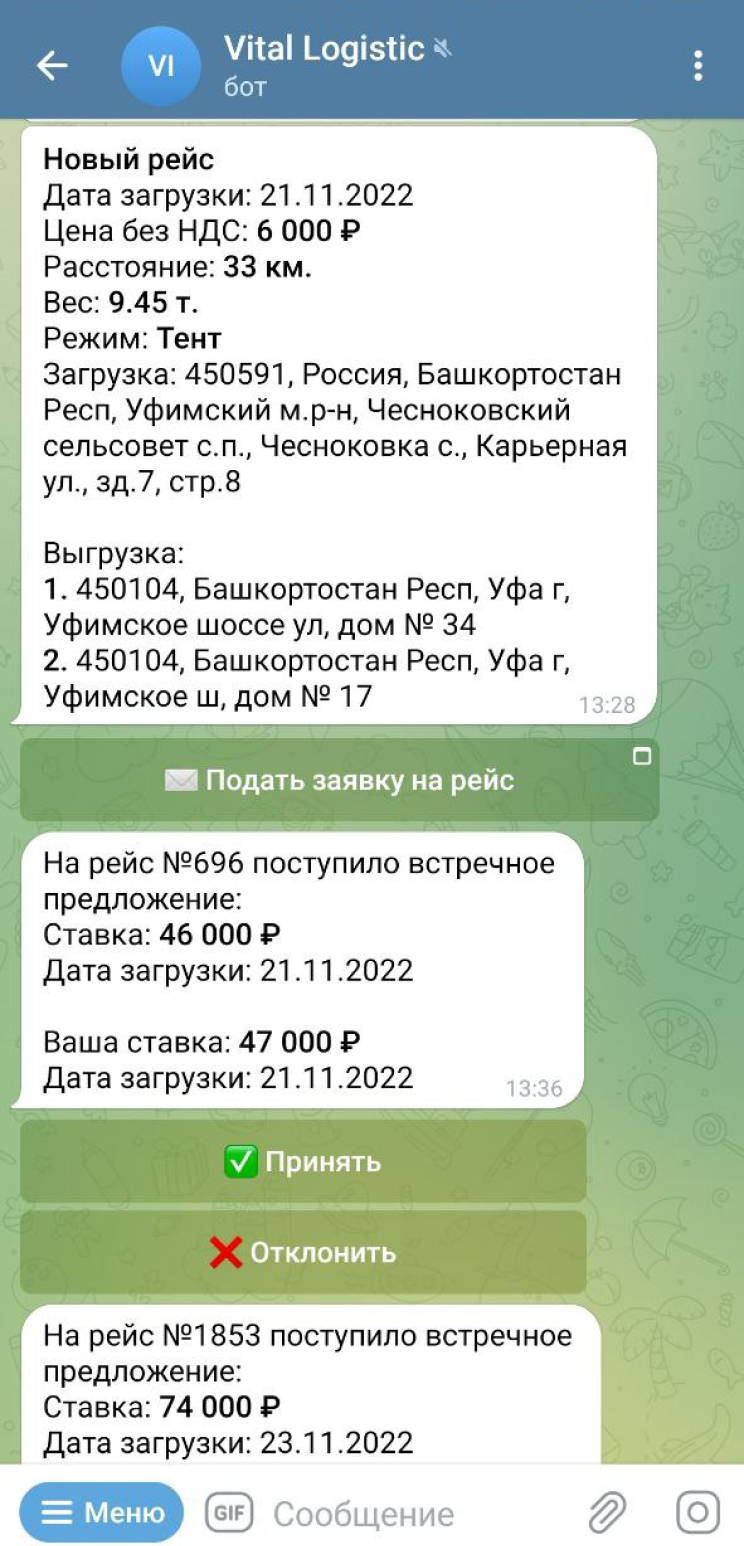 VI
Vital Logistic
бот
Новый рейс
Дата загрузки: 21.11.2022
Цена без НДС: 6 000 ₽
Расстояние: 33 км.
Вес: 9.45 т.
Режим: Тент
Загрузка: 450591, Россия, Башкортостан
Респ, Уфимский м.р-н, Чесноковский
сельсовет с.п., Чесноковка с., Карьерная
ул., зд.7, стр.8
Выгрузка:
1. 450104, Башкортостан Респ, Уфа г,
Уфимское шоссе ул, дом № 34
2. 450104, Башкортостан Респ, Уфа г,
Уфимское ш, дом № 17
13:28
Подать заявку на рейс
На рейс №696 поступило встречное
предложение:
Ставка: 46 000 ₽
Дата загрузки: 21.11.2022
Ваша ставка: 47 000 ₽
Дата загрузки: 21.11.2022
13:36
Принять
Отклонить
На рейс №1853 поступило встречное
предложение:
Ставка: 74 000 ₽
Дата загрузки: 23.11.2022
Меню
GIF
Сообщение